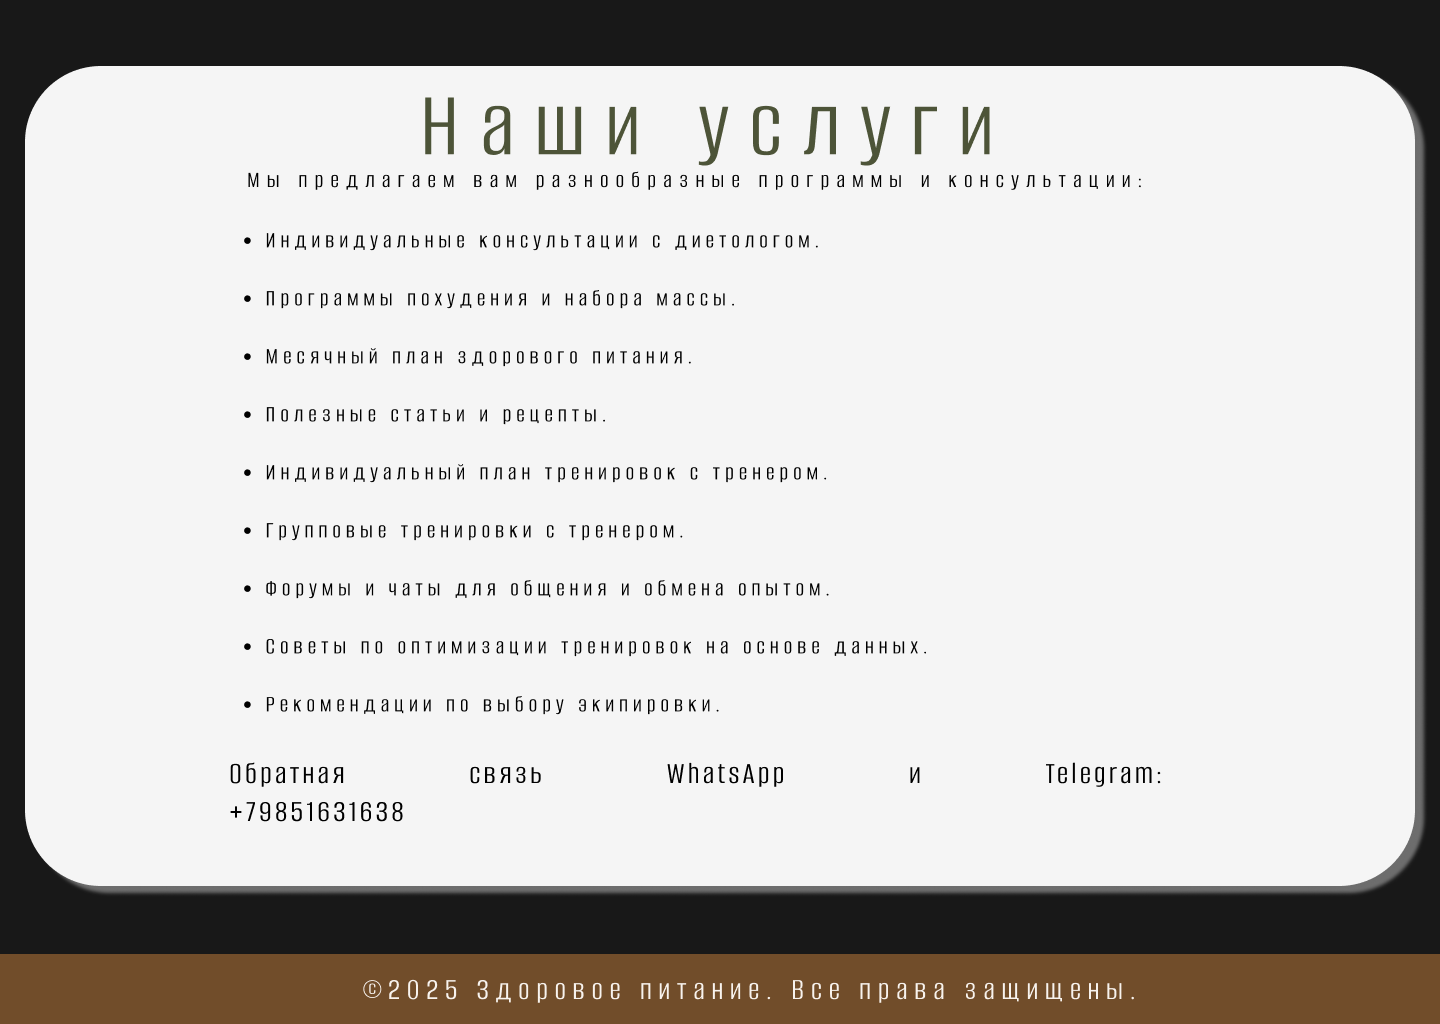 Наши услуги
Мы предлагаем вам разнообразные программы и консультации:
• Индивидуальные консультации с диетологом.
• Программы похудения и набора массы.
• Месячный план здорового питания.
• Полезные статьи и рецепты.
• Индивидуальный план тренировок с тренером.
• Групповые тренировки с тренером.
• Форумы и чаты для общения и обмена опытом.
• Советы по оптимизации тренировок на основе данных.
• Рекомендации по выбору экипировки.
Обратная связь WhatsApp и Telegram:
+79851631638
©2025 Здоровое питание. Все права защищены.